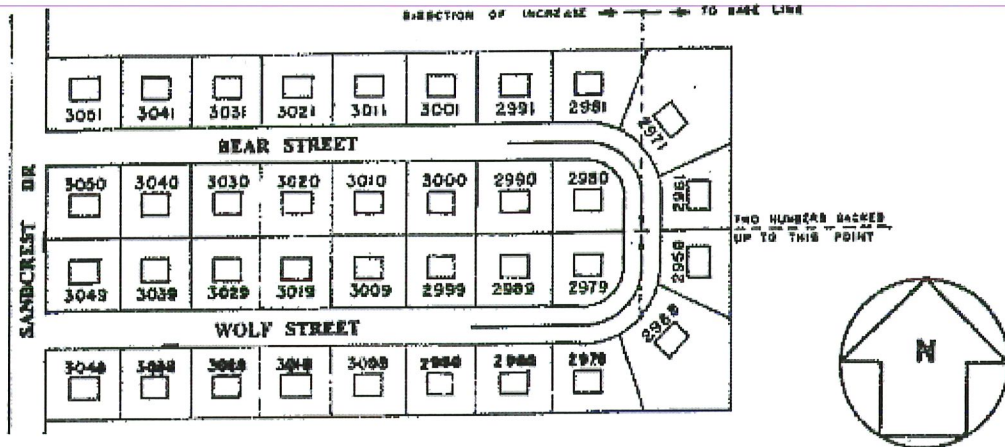 DIRECTION OF INCREASE TO BASE LINE
3051 3041 3031 3021 3011 3001 2991 2981
2971
BEAR STREET
3050 3040 3030 3020 3010 3000 2990 2980
2961
SANDCREST DR
TWO NUMBERS BACKED
UP TO THIS POINT
3049 3039 3029 3019 3009 2999 2989 2979
2958
WOLF STREET
2968
3048 2978
N